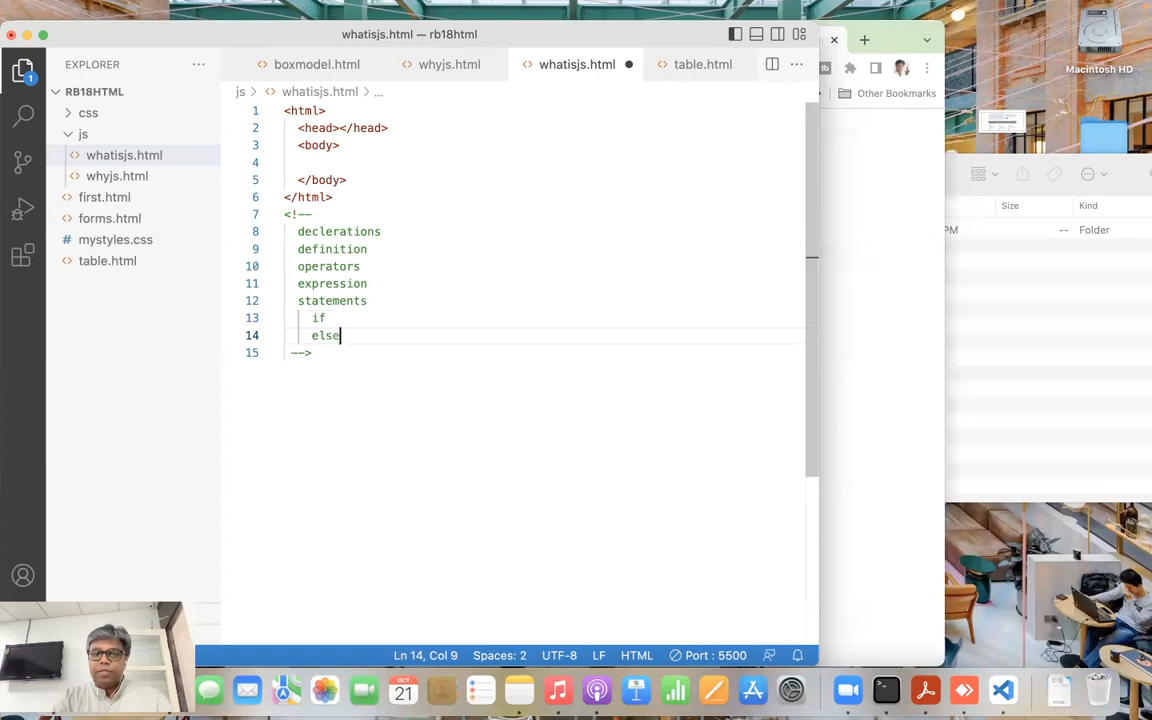 whatisjs.html — rb18html
Macintosh HD
EXPLORER
boxmodel.html
whyjs.html
whatisjs.html
table.html
Other Bookmarks
RB18HTML
css
js
whatisjs.html
whyjs.html
first.html
forms.html
mystyles.css
table.html
js > whatisjs.html > ...
1 <html>
2 <head></head>
3 <body>
4
5 </body>
6 </html>
7 <!--
8 declerations
9 definition
10 operators
11 expression
12 statements
13 if
14 else
15 -->
Size
Kind
PM
--
Folder
1
Ln 14, Col 9
Spaces: 2
UTF-8
LF
HTML
Port : 5500
OCT
21